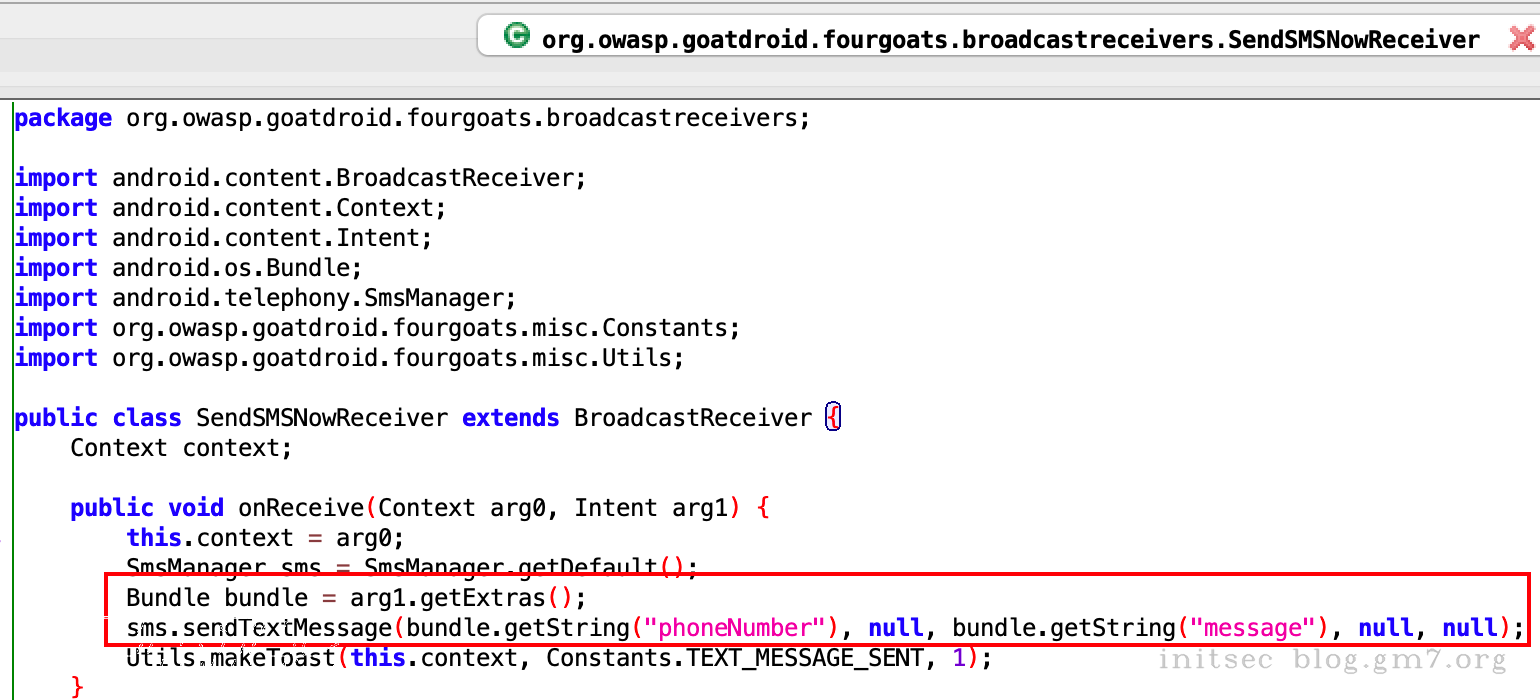 org.owasp.goatdroid.fourgoats.broadcastreceivers.SendSMSNowReceiver
package org.owasp.goatdroid.fourgoats.broadcastreceivers;
import android.content.BroadcastReceiver;
import android.content.Context;
import android.content.Intent;
import android.os.Bundle;
import android.telephony.SmsManager;
import org.owasp.goatdroid.fourgoats.misc.Constants;
import org.owasp.goatdroid.fourgoats.misc.Utils;
public class SendSMSNowReceiver extends BroadcastReceiver {
    Context context;
    public void onReceive(Context arg0, Intent arg1) {
        this.context = arg0;
        SmsManager sms = SmsManager.getDefault();
        Bundle bundle = arg1.getExtras();
        sms.sendTextMessage(bundle.getString("phoneNumber"), null, bundle.getString("message"), null, null);
        Utils.makeToast(this.context, Constants.TEXT_MESSAGE_SENT, 1);
    }
initsec blog.gm7.org